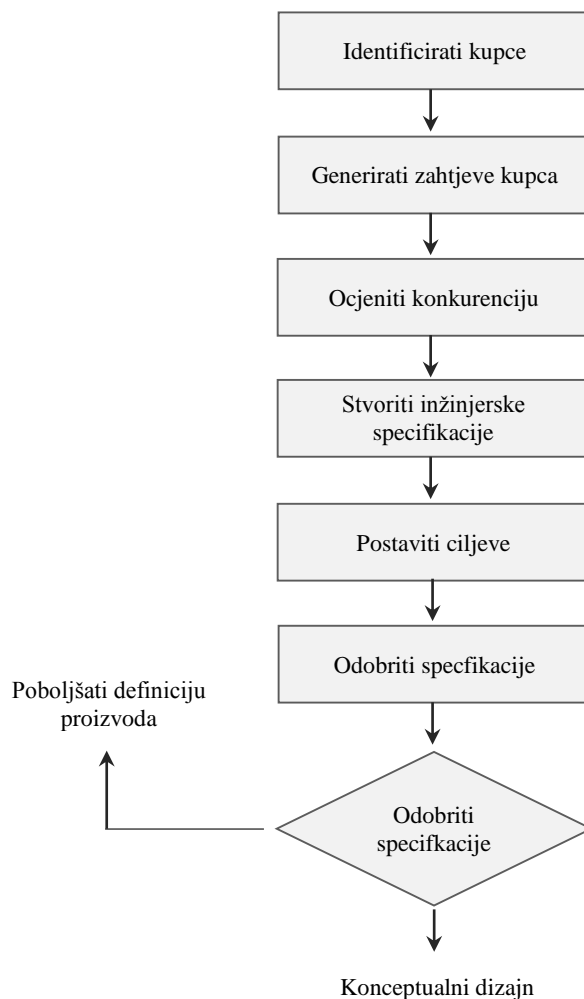 Identificirati kupce
Generirati zahtjeve kupca
Ocjeniti konkurenciju
Stvoriti inžinjerske
specifikacije
Postaviti ciljeve
Odobriti specfikacije
Poboljšati definiciju
proizvoda
Odobriti
specifkacije
Konceptualni dizajn